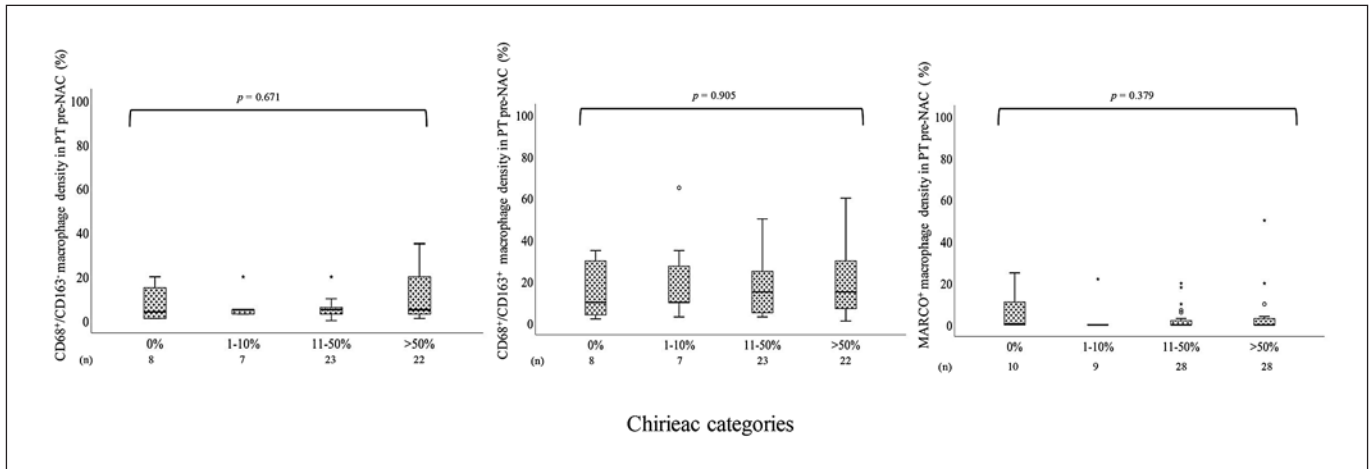 CD68⁺/CD163⁻ macrophage density in PT pre-NAC (%)
p = 0.671
100
80
60
40
20
0
0% 1-10% 11-50% >50%
(n) 8 7 23 22
CD68⁺/CD163⁺ macrophage density in PT pre-NAC (%)
p = 0.905
100
80
60
40
20
0
0% 1-10% 11-50% >50%
(n) 8 7 23 22
MARCO⁺ macrophage density in PT pre-NAC ( %)
p = 0.379
100
80
60
40
20
0
0% 1-10% 11-50% >50%
(n) 10 9 28 28
Chirieac categories